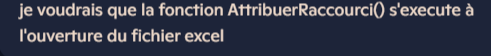 je voudrais que la fonction AttribuerRaccourci() s'execute à
l'ouverture du fichier excel